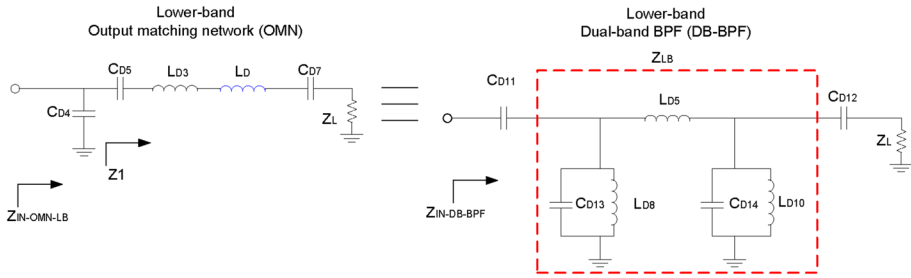 Lower-band
Output matching network (OMN)
CD5
LD3
LD
CD7
CD4
ZL
Z1
ZIN-OMN-LB
Lower-band
Dual-band BPF (DB-BPF)
ZLB
CD11
LD5
CD12
ZL
CD13
LD8
CD14
LD10
ZIN-DB-BPF